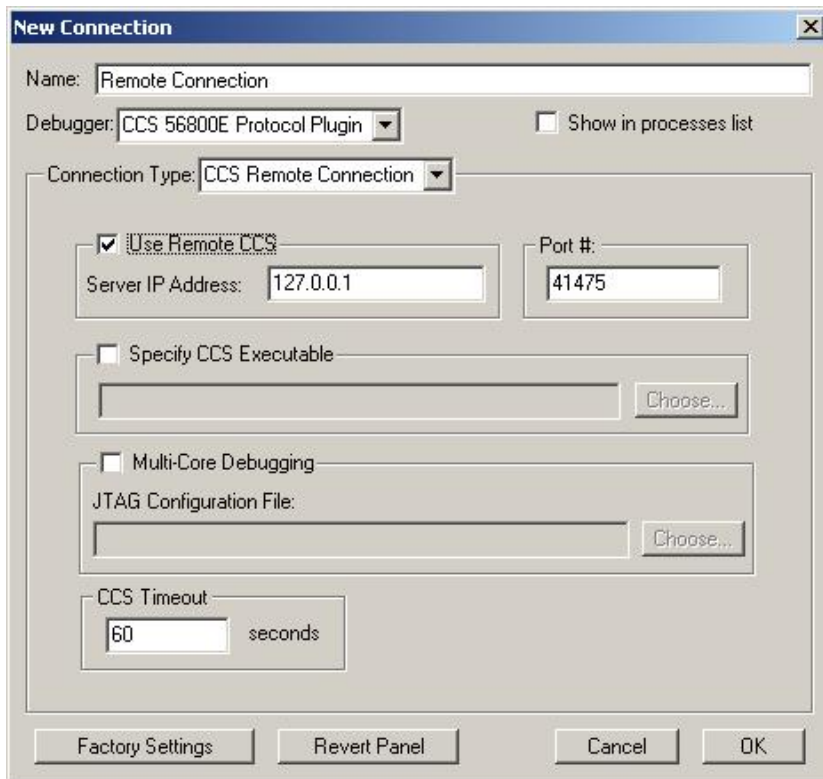 New Connection
Name: Remote Connection
Debugger: CCS 56800E Protocol Plugin Show in processes list
Connection Type: CCS Remote Connection
Use Remote CCS Port #:
Server IP Address: 127.0.0.1 41475
Specify CCS Executable
Choose...
Multi-Core Debugging
JTAG Configuration File:
Choose...
CCS Timeout
60 seconds
Factory Settings Revert Panel Cancel OK